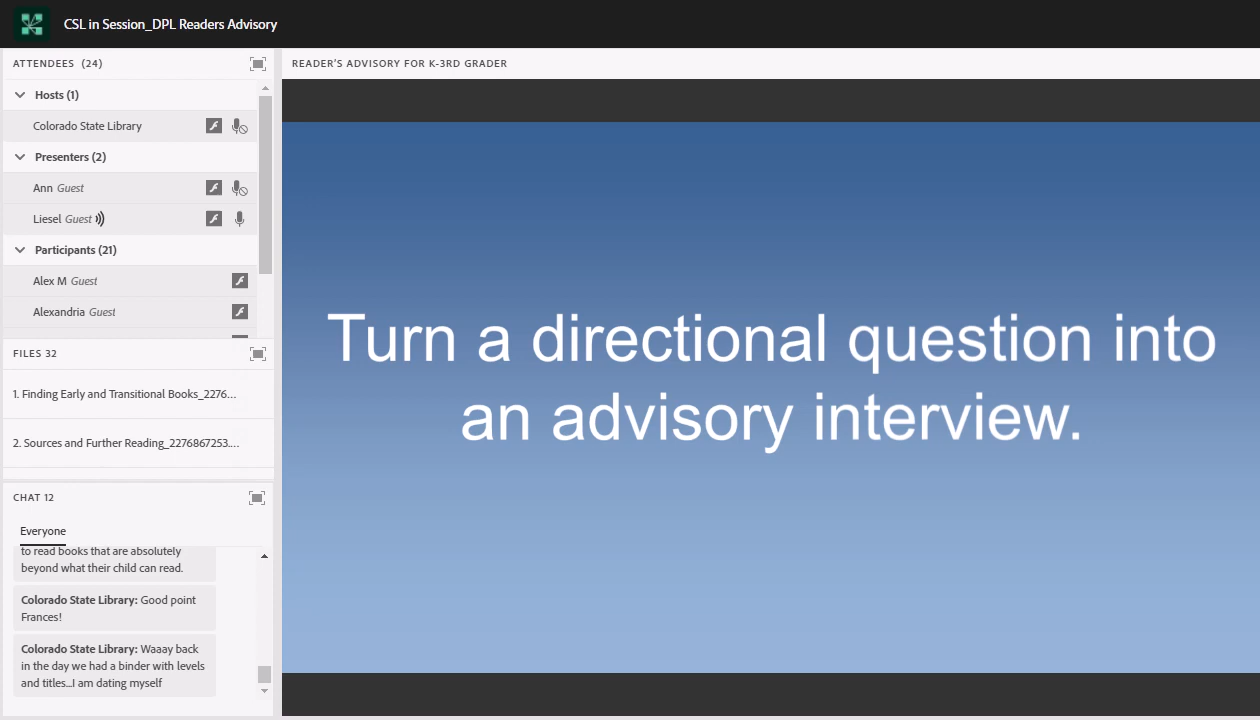 CSL in Session_DPL Readers Advisory
ATTENDEES (24)
Hosts (1)
Colorado State Library
Presenters (2)
Ann Guest
Liesel Guest
Participants (21)
Alex M Guest
Alexandria Guest
FILES 32
1. Finding Early and Transitional Books_2276...
2. Sources and Further Reading_2276867253....
CHAT 12
Everyone
to read books that are absolutely
beyond what their child can read.
Colorado State Library: Good point
Frances!
Colorado State Library: Waaay back
in the day we had a binder with levels
and titles...I am dating myself
READER'S ADVISORY FOR K-3RD GRADER
Turn a directional question into
an advisory interview.